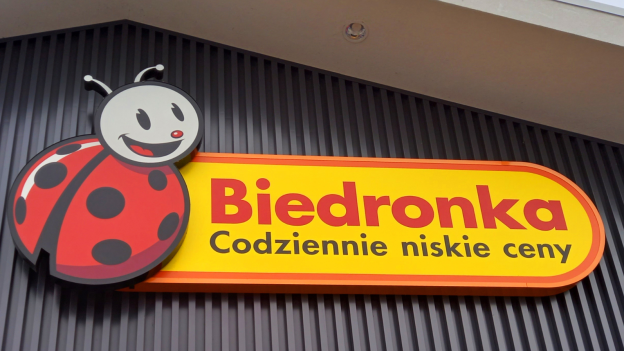 Biedronka
Codziennie niskie ceny